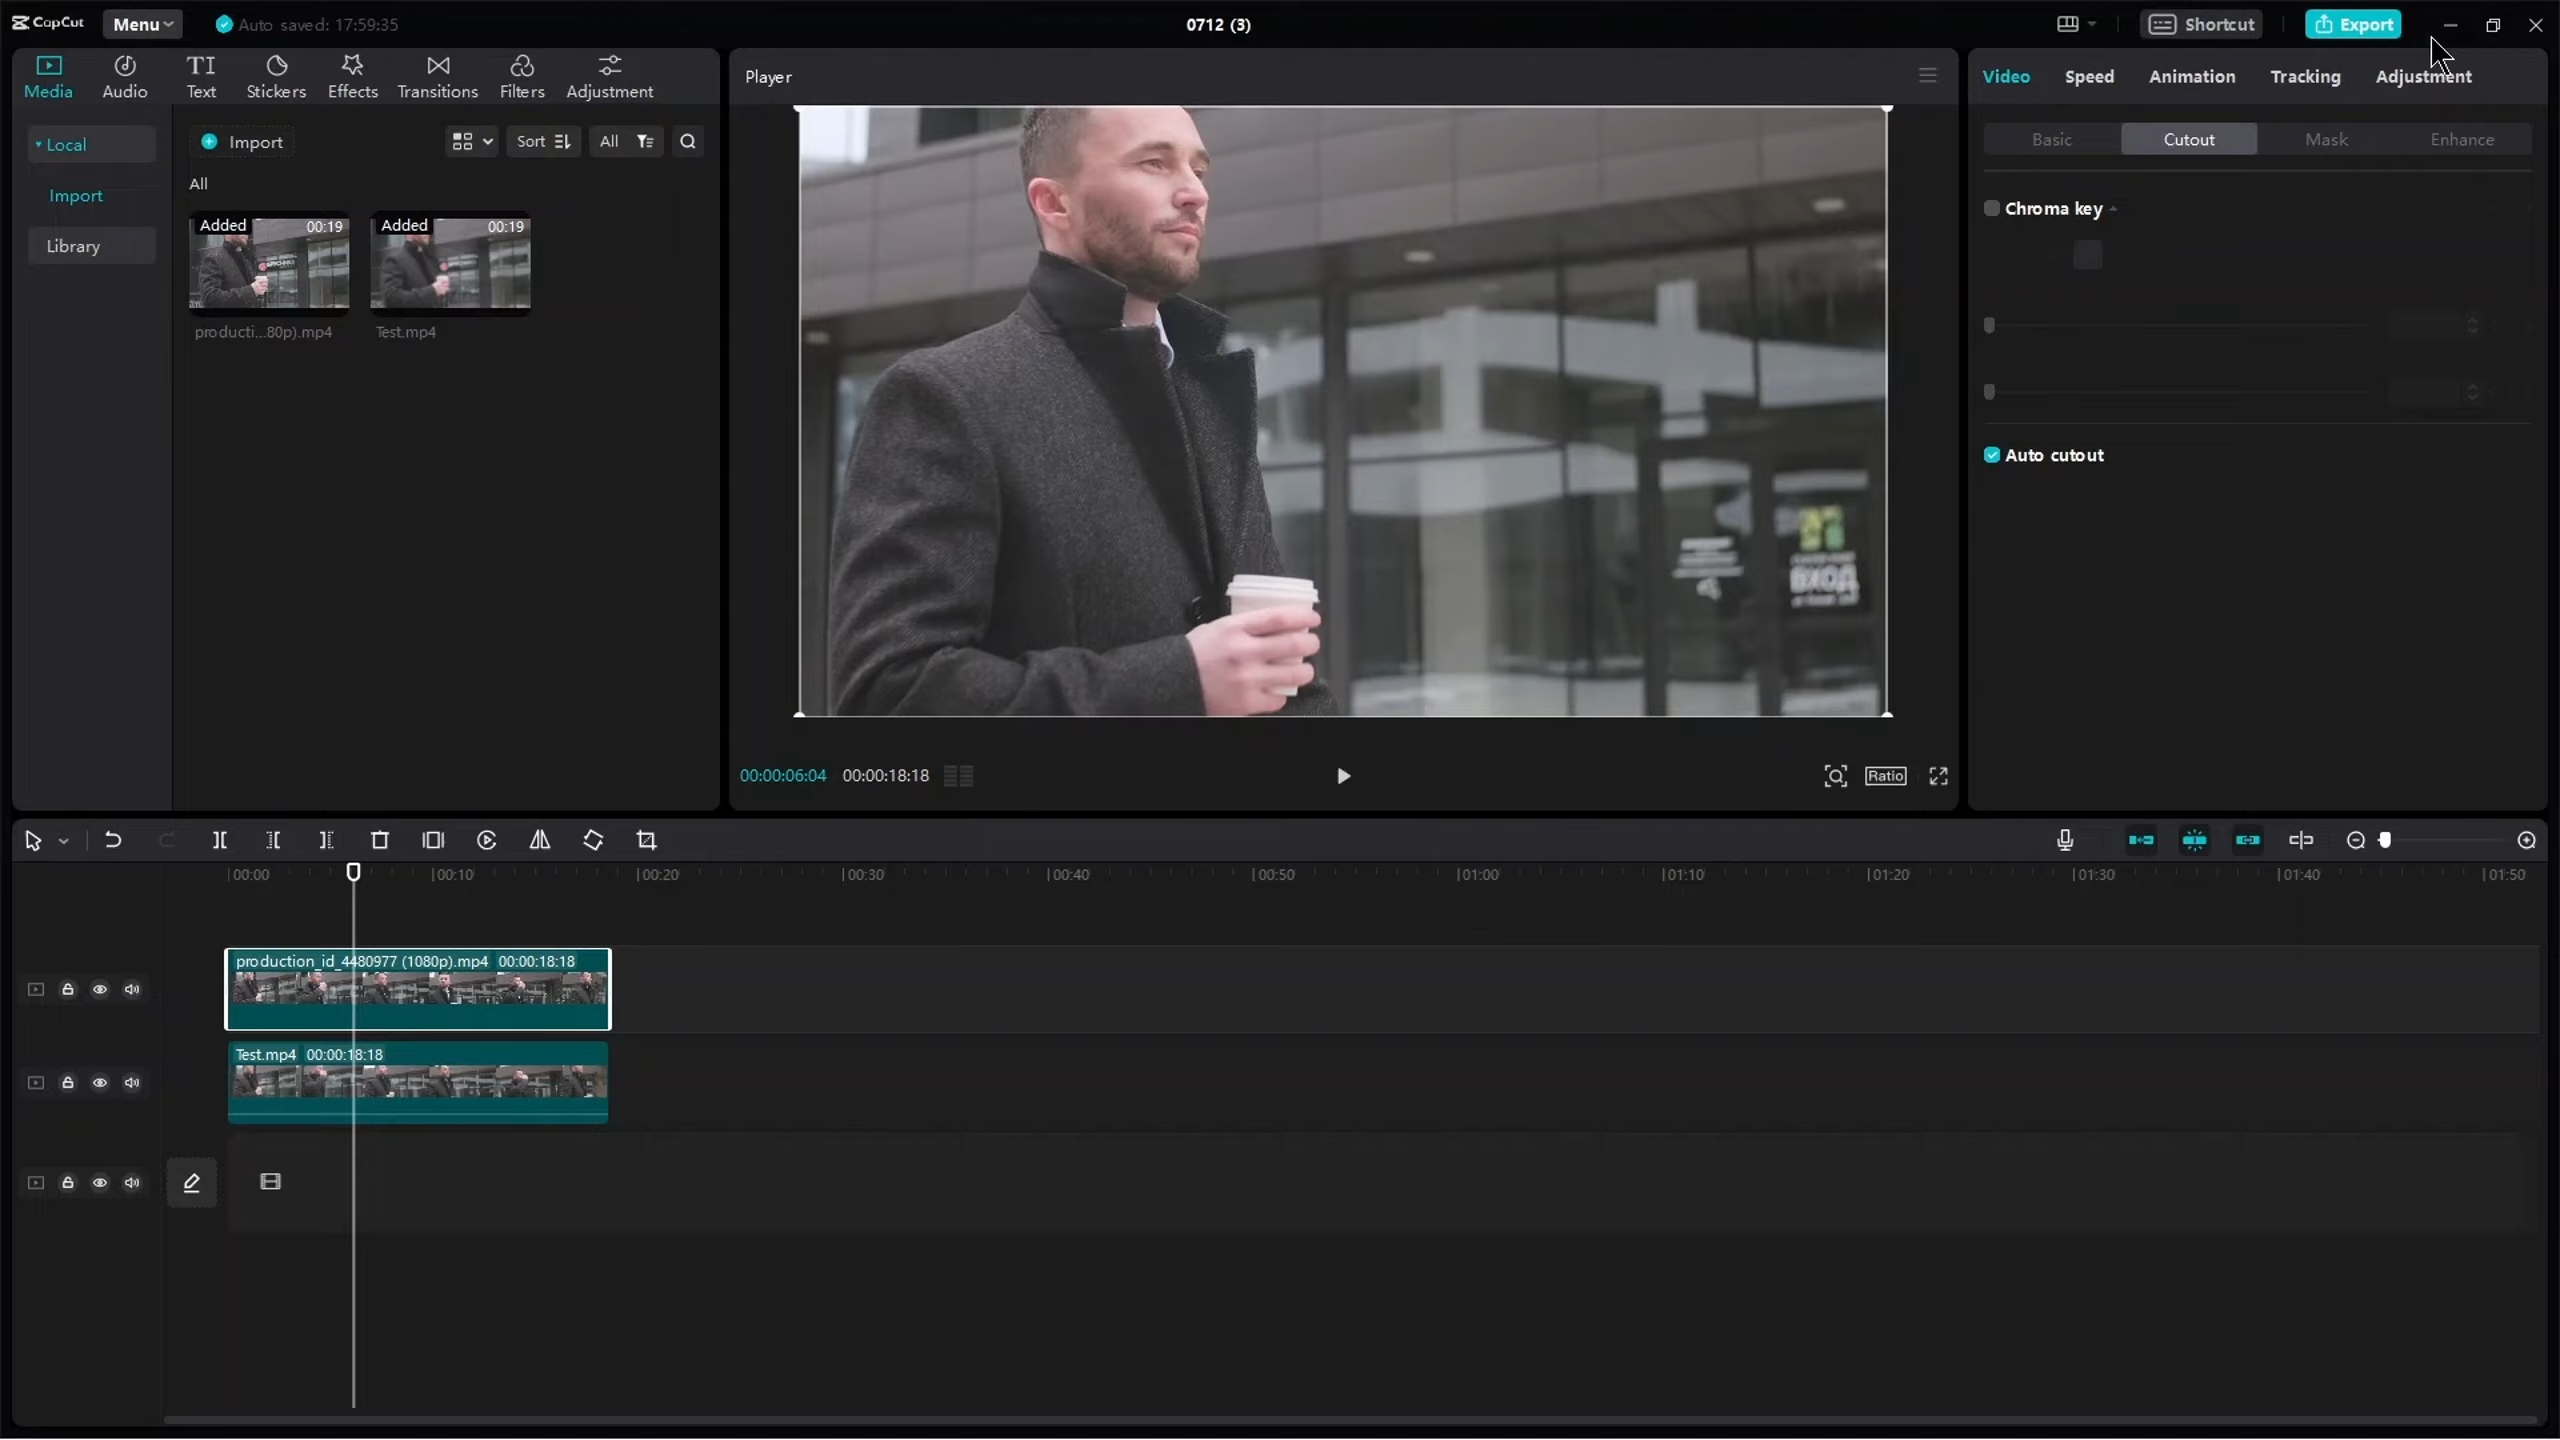 CapCut
Menu
Auto saved: 17:59:35
0712 (3)
Shortcut
Export
Media
Audio
Text
Stickers
Effects
Transitions
Filters
Adjustment
Local
Import
Library
Import
Sort
All
All
Added
00:19
producti...80p).mp4
Added
00:19
Test.mp4
Player
ВХОД
00:00:06:04
00:00:18:18
Ratio
Video
Speed
Animation
Tracking
Adjustment
Basic
Cutout
Mask
Enhance
Chroma key
Auto cutout
00:00
00:10
00:20
00:30
00:40
00:50
01:00
01:10
01:20
01:30
01:40
01:50
production_id_4480977 (1080p).mp4 00:00:18:18
Test.mp4 00:00:18:18